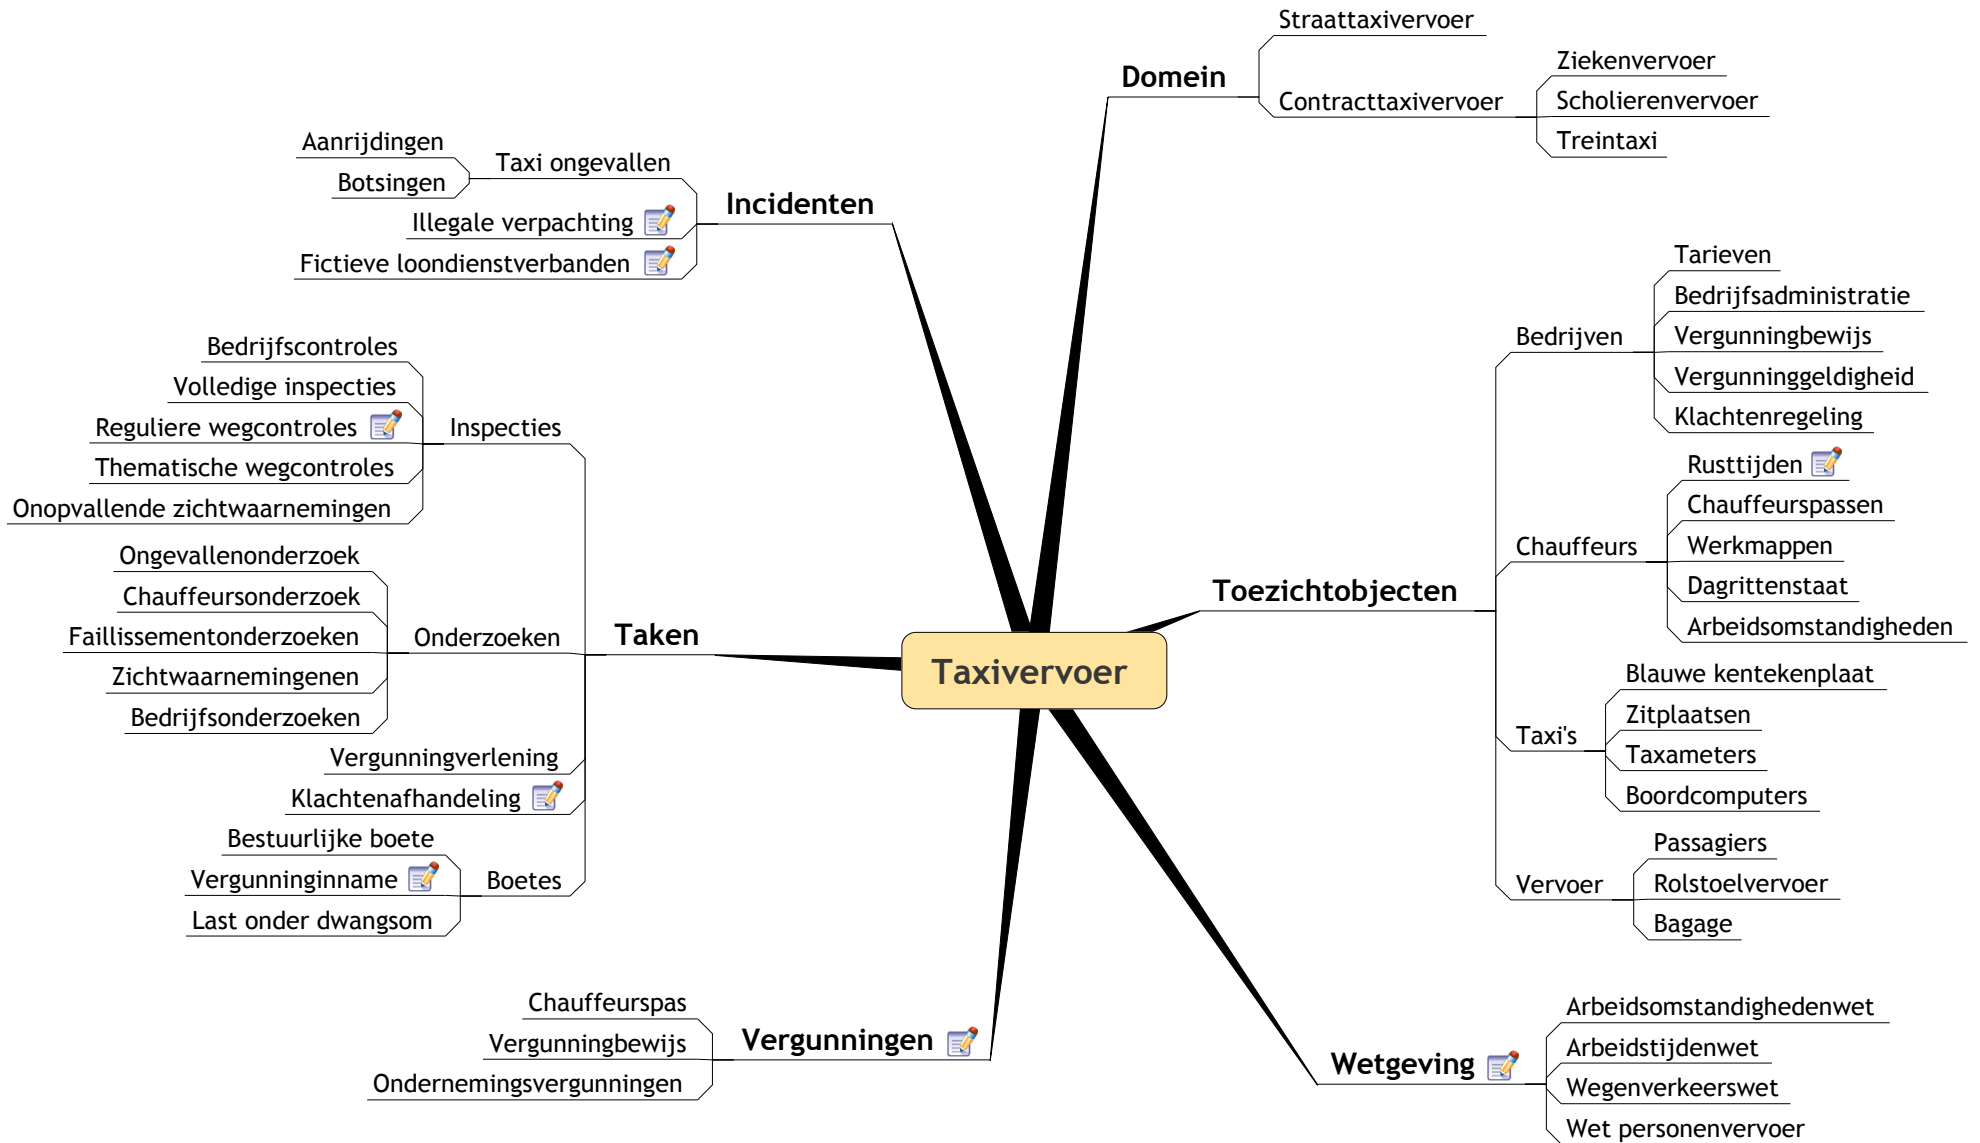 Taxivervoer
Domein
Straattaxivervoer
Contracttaxivervoer
Ziekenvervoer
Scholierenvervoer
Treintaxi
Toezichtobjecten
Bedrijven
Tarieven
Bedrijfsadministratie
Vergunningbewijs
Vergunninggeldigheid
Klachtenregeling
Chauffeurs
Rusttijden
Chauffeurspassen
Werkmappen
Dagrittenstaat
Arbeidsomstandigheden
Taxi's
Blauwe kentekenplaat
Zitplaatsen
Taxameters
Boordcomputers
Vervoer
Passagiers
Rolstoelvervoer
Bagage
Wetgeving
Arbeidsomstandighedenwet
Arbeidstijdenwet
Wegenverkeerswet
Wet personenvervoer
Incidenten
Taxi ongevallen
Aanrijdingen
Botsingen
Illegale verpachting
Fictieve loondienstverbanden
Taken
Inspecties
Bedrijfscontroles
Volledige inspecties
Reguliere wegcontroles
Thematische wegcontroles
Onopvallende zichtwaarnemingen
Onderzoeken
Ongevallenonderzoek
Chauffeursonderzoek
Faillissementonderzoeken
Zichtwaarnemingenen
Bedrijfsonderzoeken
Vergunningverlening
Klachtenafhandeling
Boetes
Bestuurlijke boete
Vergunninginname
Last onder dwangsom
Vergunningen
Chauffeurspas
Vergunningbewijs
Ondernemingsvergunningen